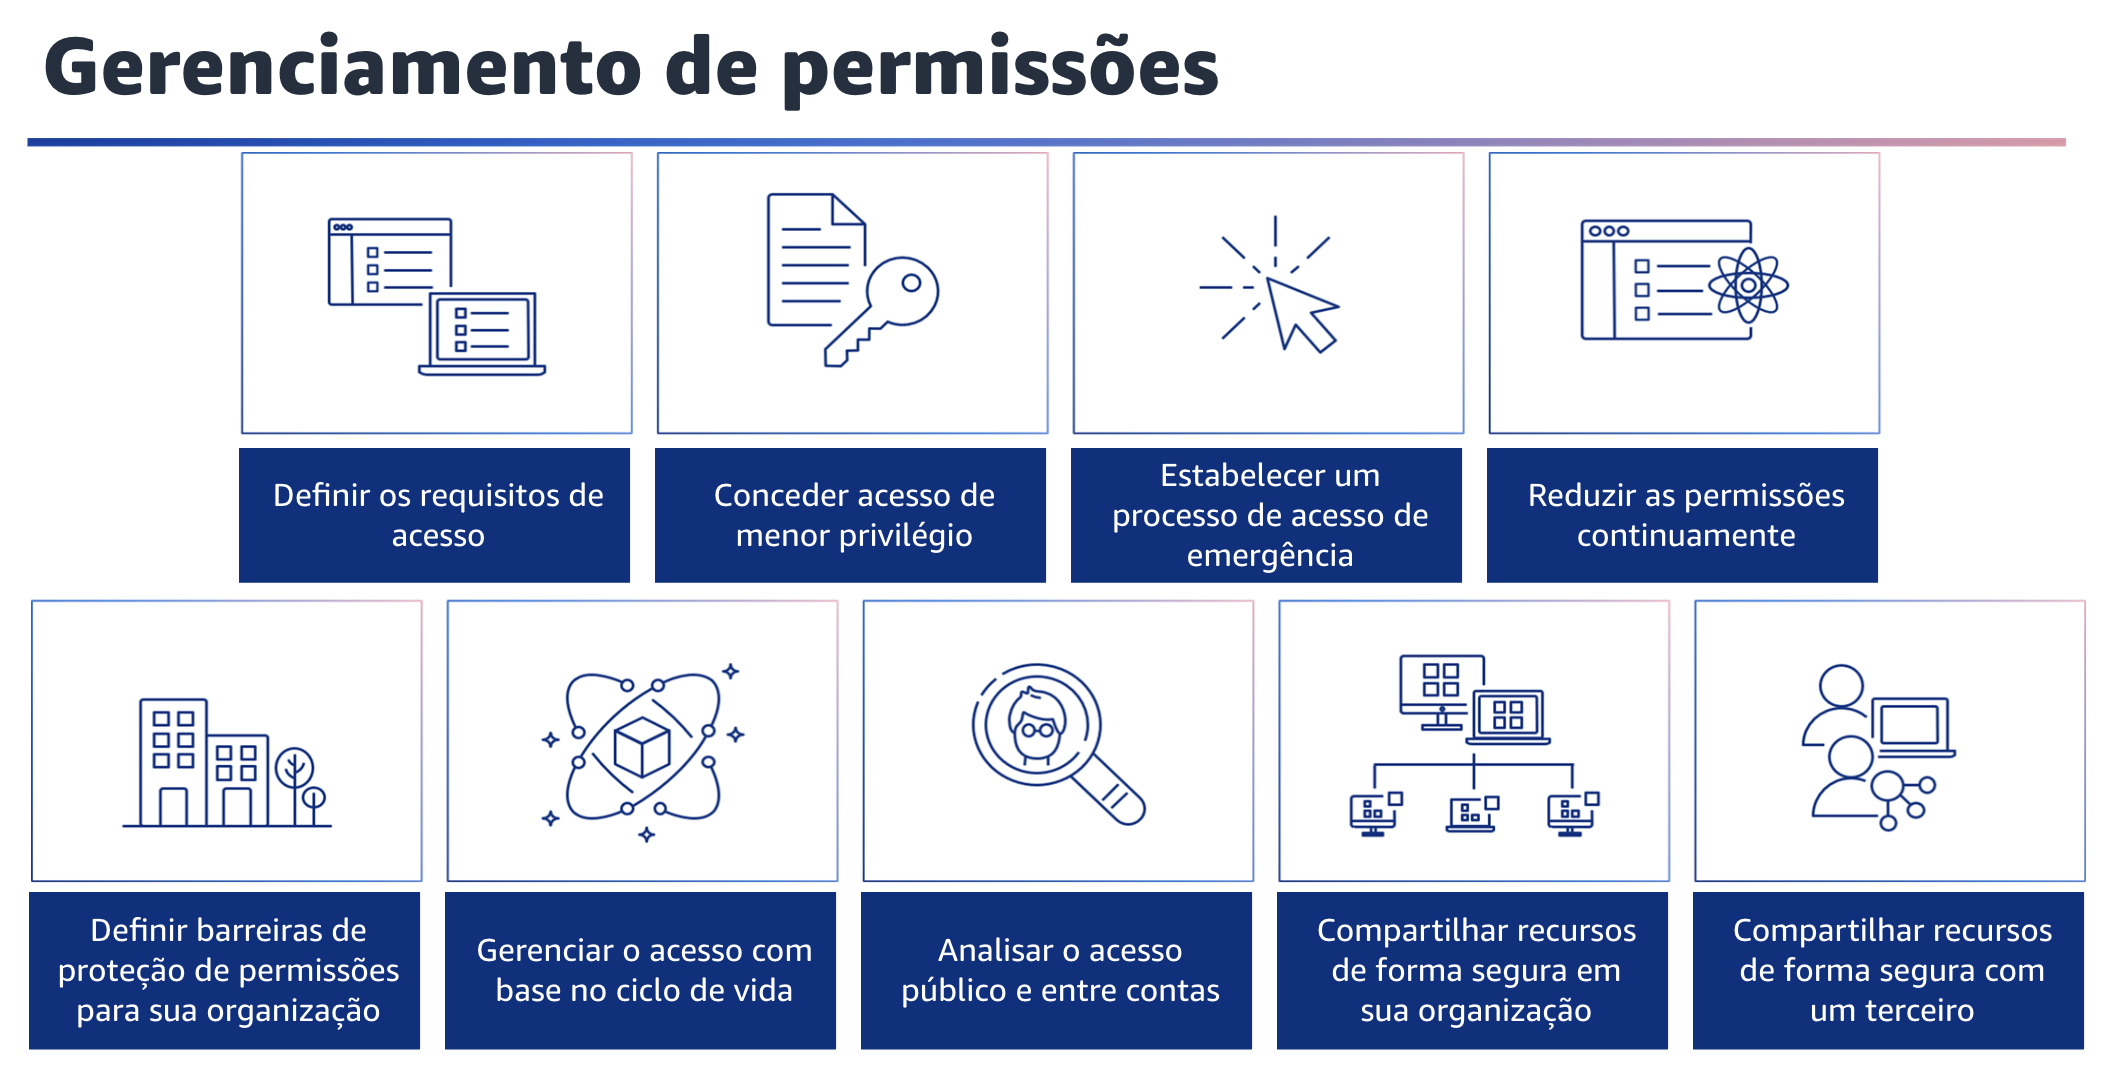 Gerenciamento de permissões
Definir os requisitos de
acesso
Conceder acesso de
menor privilégio
Estabelecer um
processo de acesso de
emergência
Reduzir as permissões
continuamente
Definir barreiras de
proteção de permissões
para sua organização
Gerenciar o acesso com
base no ciclo de vida
Analisar o acesso
público e entre contas
Compartilhar recursos
de forma segura em
sua organização
Compartilhar recursos
de forma segura com
um terceiro